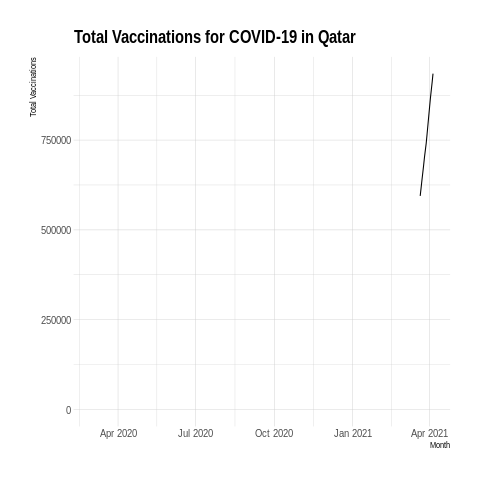 Total Vaccinations for COVID-19 in Qatar
Total Vaccinations
750000
500000
250000
0
Apr 2020 Jul 2020 Oct 2020 Jan 2021 Apr 2021
Month